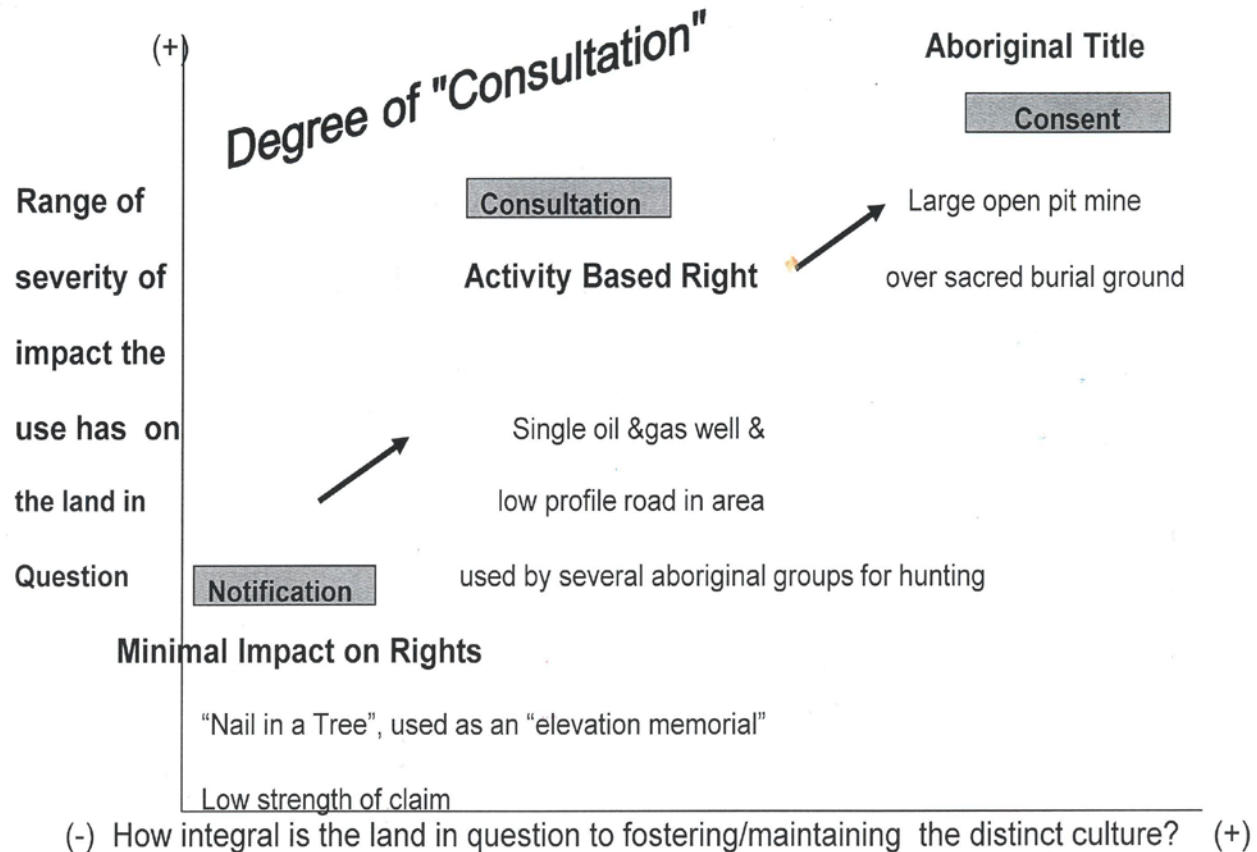 (+)
Degree of "Consultation"
Aboriginal Title
Consent
Range of
severity of
impact the
use has on
the land in
Question
Consultation
Activity Based Right
Large open pit mine
over sacred burial ground
Single oil &gas well &
low profile road in area
used by several aboriginal groups for hunting
Notification
Minimal Impact on Rights
“Nail in a Tree”, used as an “elevation memorial”
Low strength of claim
(-) How integral is the land in question to fostering/maintaining the distinct culture? (+)